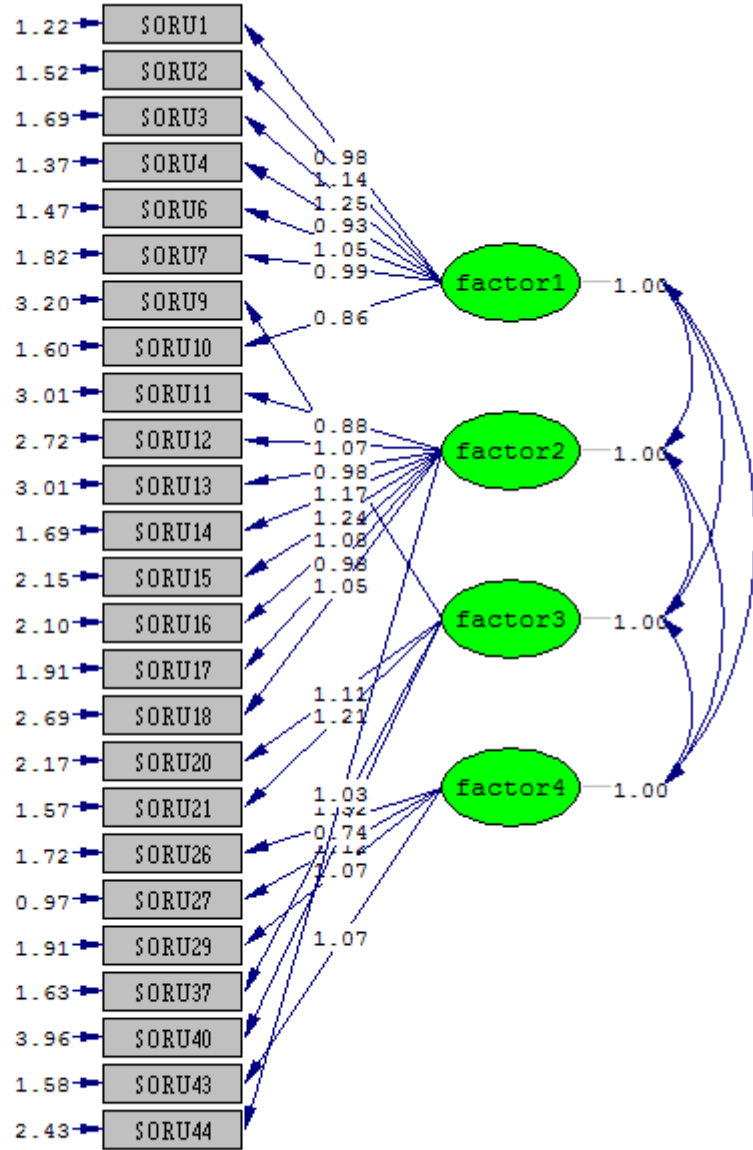 1.22 SORU1
1.52 SORU2
1.69 SORU3
1.37 SORU4
1.47 SORU6
1.82 SORU7
3.20 SORU9
1.60 SORU10
3.01 SORU11
2.72 SORU12
3.01 SORU13
1.69 SORU14
2.15 SORU15
2.10 SORU16
1.91 SORU17
2.69 SORU18
2.17 SORU20
1.57 SORU21
1.72 SORU26
0.97 SORU27
1.91 SORU29
1.63 SORU37
3.96 SORU40
1.58 SORU43
2.43 SORU44
0.98
1.14
1.25
0.93
1.05
0.99
0.86
0.88
1.07
0.98
1.17
1.24
1.08
0.98
1.05
1.11
1.21
1.03
0.74
1.07
1.07
factor1 1.00
factor2 1.00
factor3 1.00
factor4 1.00